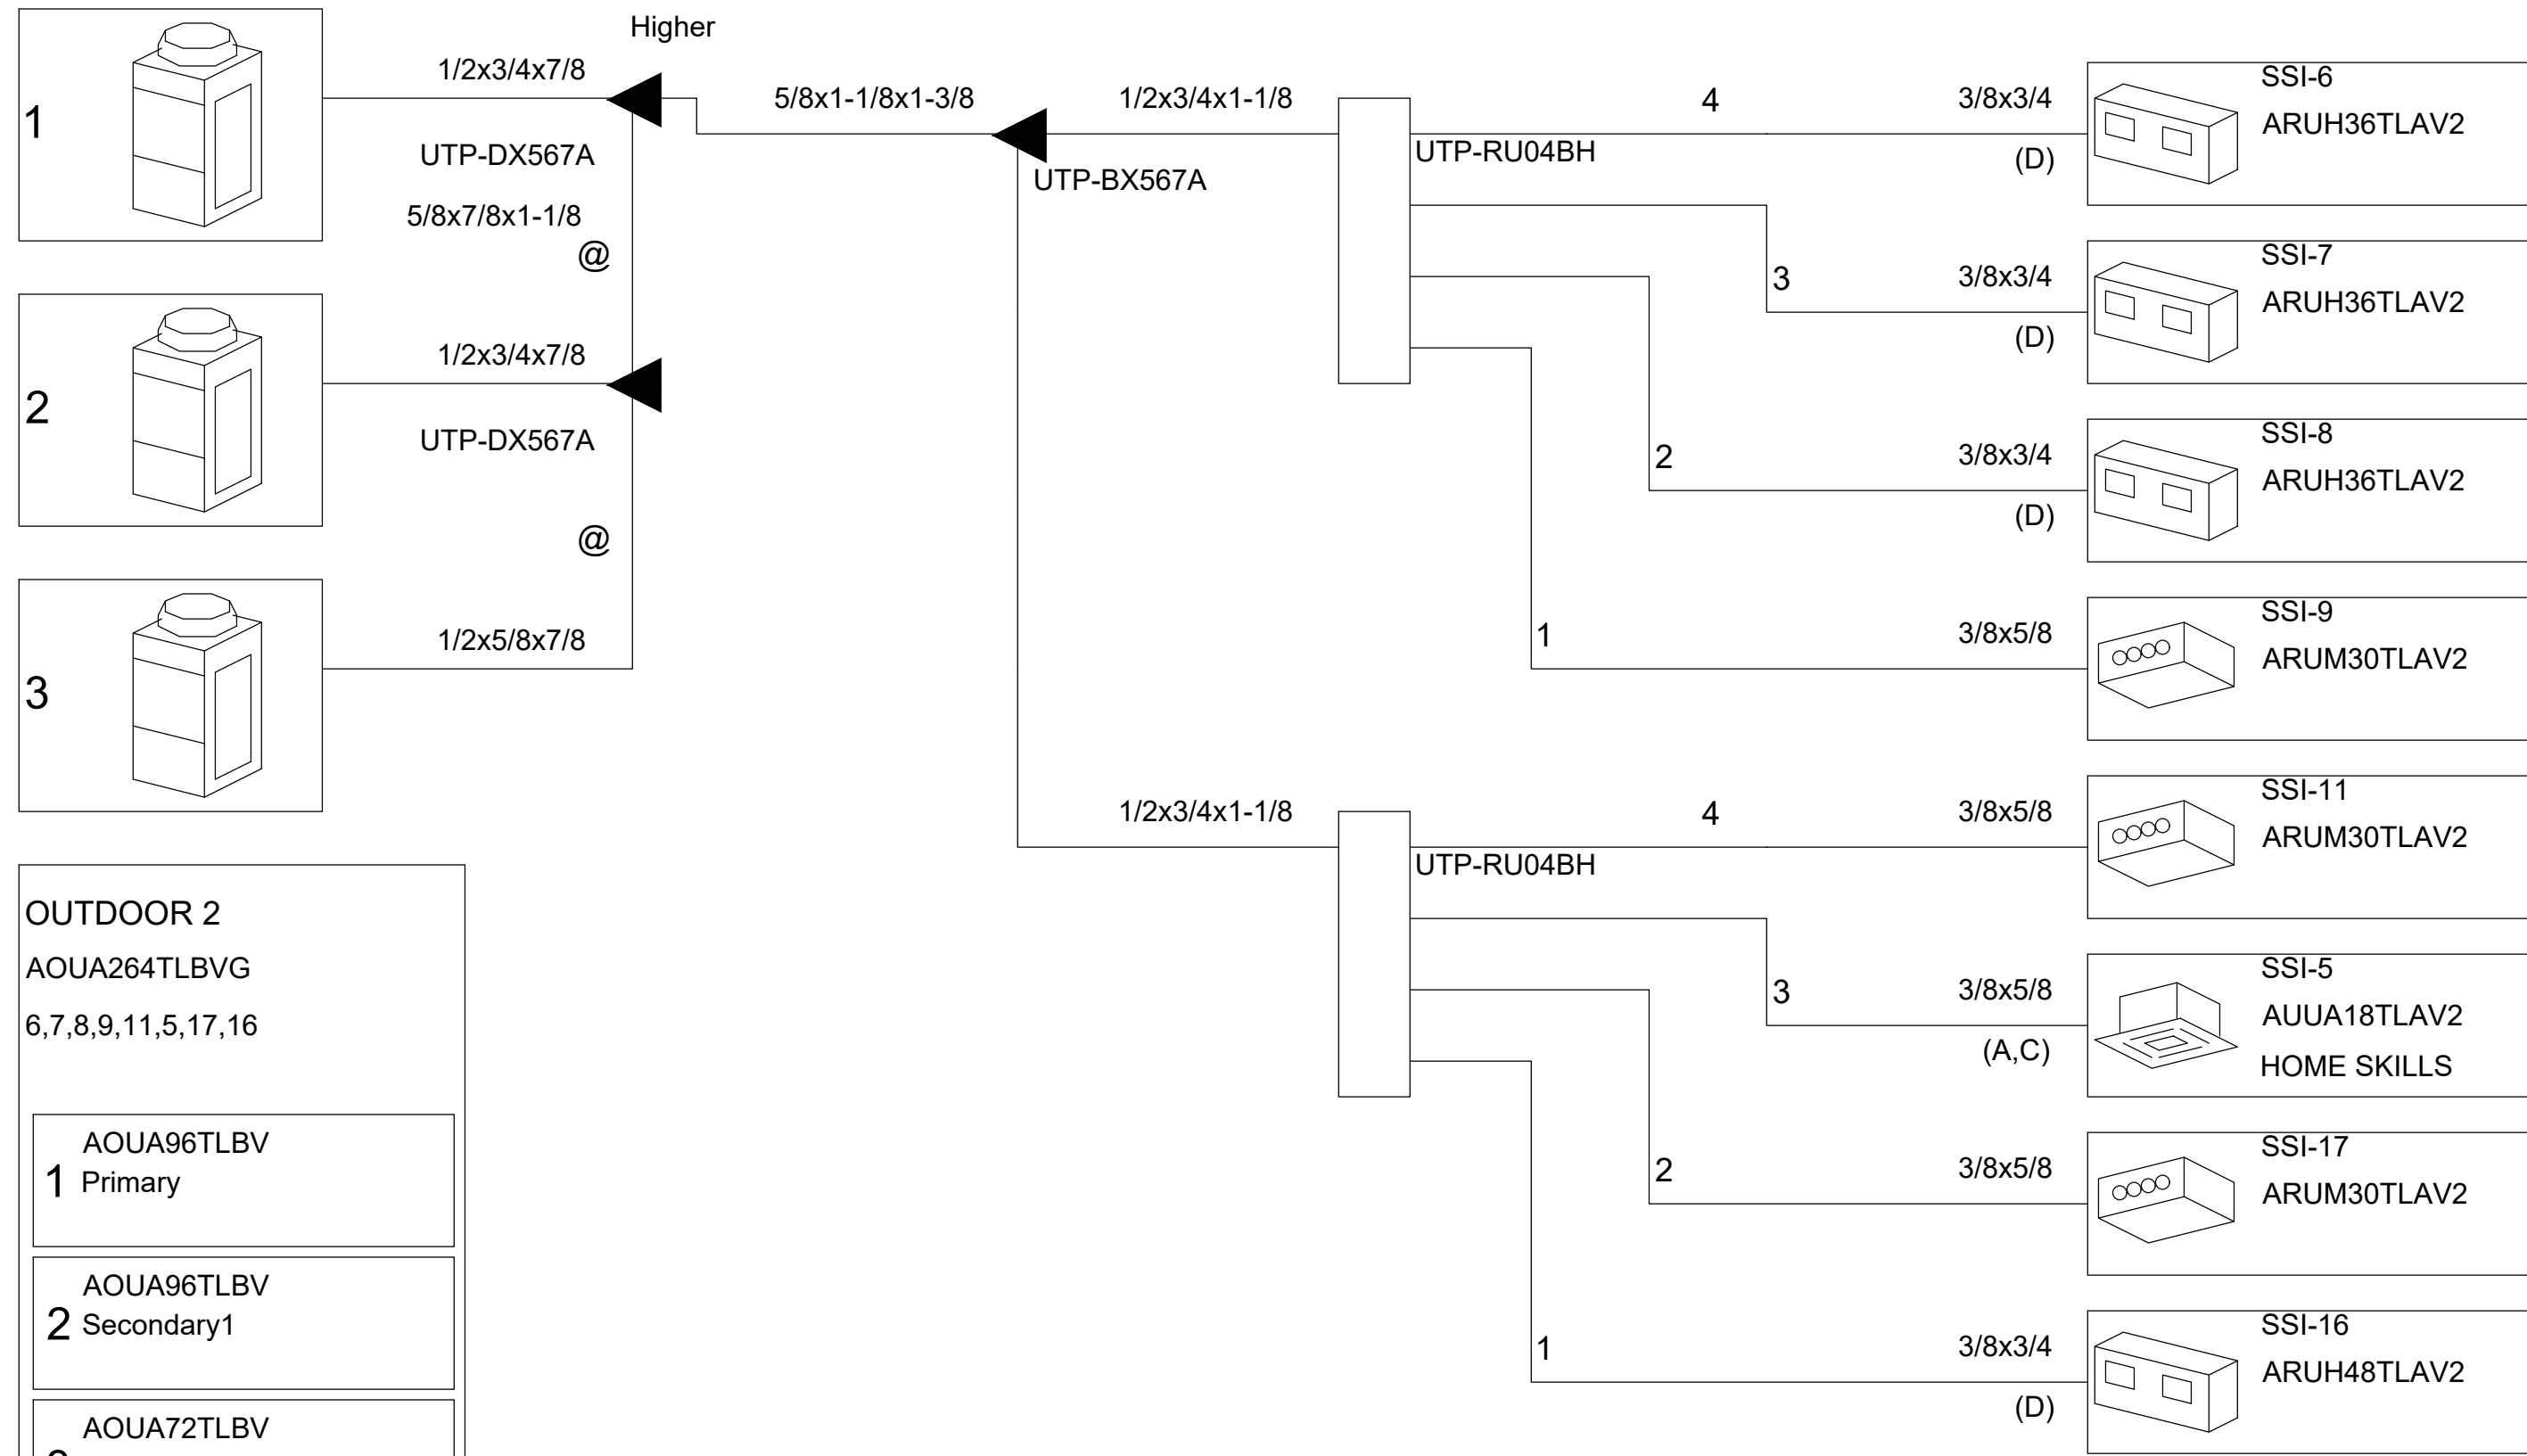 Higher
1
1/2x3/4x7/8
UTP-DX567A
5/8x7/8x1-1/8
@
5/8x1-1/8x1-3/8
UTP-BX567A
1/2x3/4x1-1/8
UTP-RU04BH
4
3/8x3/4
(D)
SSI-6
ARUH36TLAV2
3
3/8x3/4
(D)
SSI-7
ARUH36TLAV2
2
1/2x3/4x7/8
UTP-DX567A
@
2
3/8x3/4
(D)
SSI-8
ARUH36TLAV2
3
1/2x5/8x7/8
1
3/8x5/8
SSI-9
ARUM30TLAV2
1/2x3/4x1-1/8
UTP-RU04BH
4
3/8x5/8
SSI-11
ARUM30TLAV2
3
3/8x5/8
(A,C)
SSI-5
AUUA18TLAV2
HOME SKILLS
2
3/8x5/8
SSI-17
ARUM30TLAV2
1
3/8x3/4
(D)
SSI-16
ARUH48TLAV2
OUTDOOR 2
AOUA264TLBVG
6,7,8,9,11,5,17,16
1
AOUA96TLBV
Primary
2
AOUA96TLBV
Secondary1
AOUA72TLBV